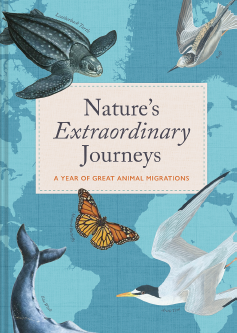 Nature's
Extraordinary
Journeys
A YEAR OF GREAT ANIMAL MIGRATIONS